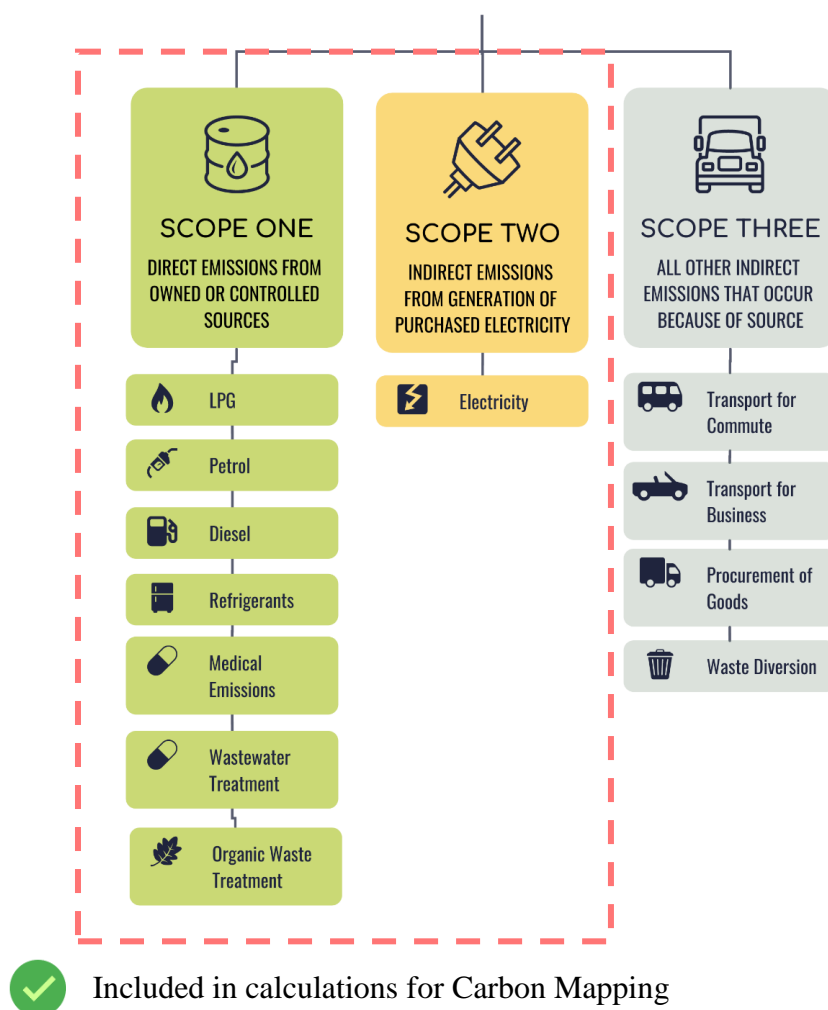 SCOPE ONE
DIRECT EMISSIONS FROM
OWNED OR CONTROLLED
SOURCES
LPG
Petrol
Diesel
Refrigerants
Medical
Emissions
Wastewater
Treatment
Organic Waste
Treatment
SCOPE TWO
INDIRECT EMISSIONS
FROM GENERATION OF
PURCHASED ELECTRICITY
Electricity
SCOPE THREE
ALL OTHER INDIRECT
EMISSIONS THAT OCCUR
BECAUSE OF SOURCE
Transport for
Commute
Transport for
Business
Procurement of
Goods
Waste Diversion
Included in calculations for Carbon Mapping